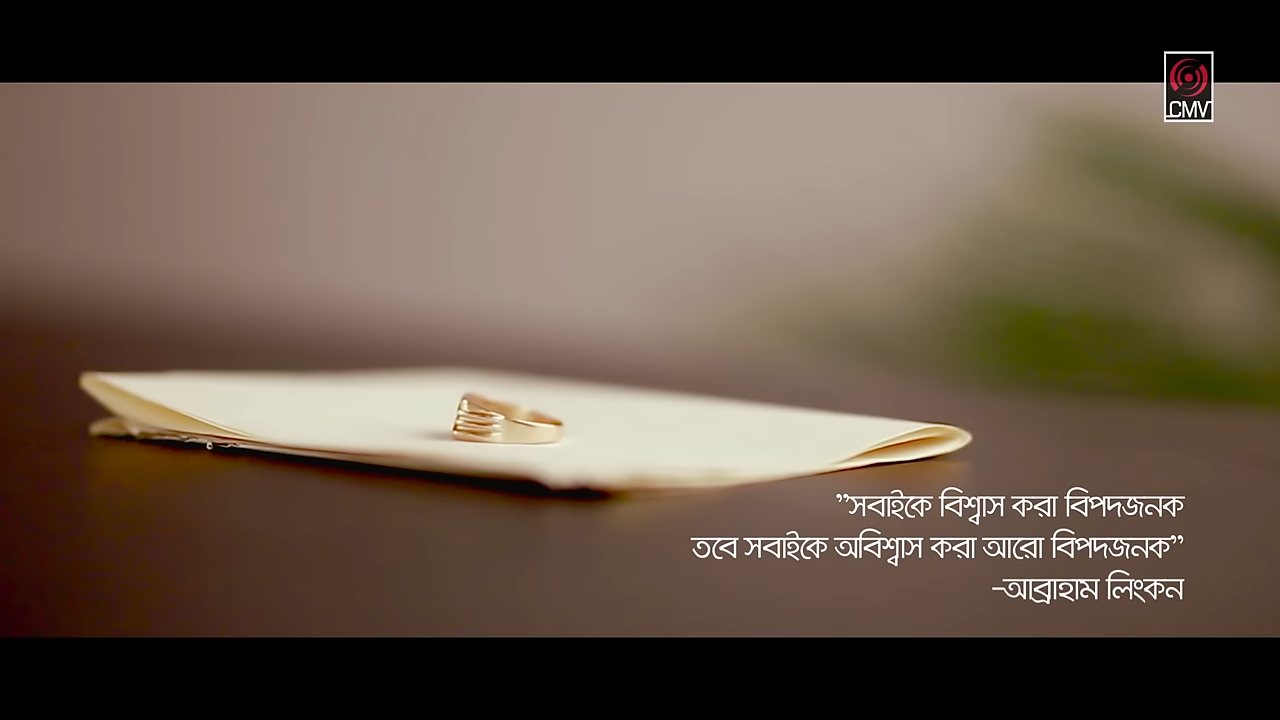 CMV
”সবাইকে বিশ্বাস করা বিপদজনক
তবে সবাইকে অবিশ্বাস করা আরো বিপদজনক”
-আব্রাহাম লিংকন